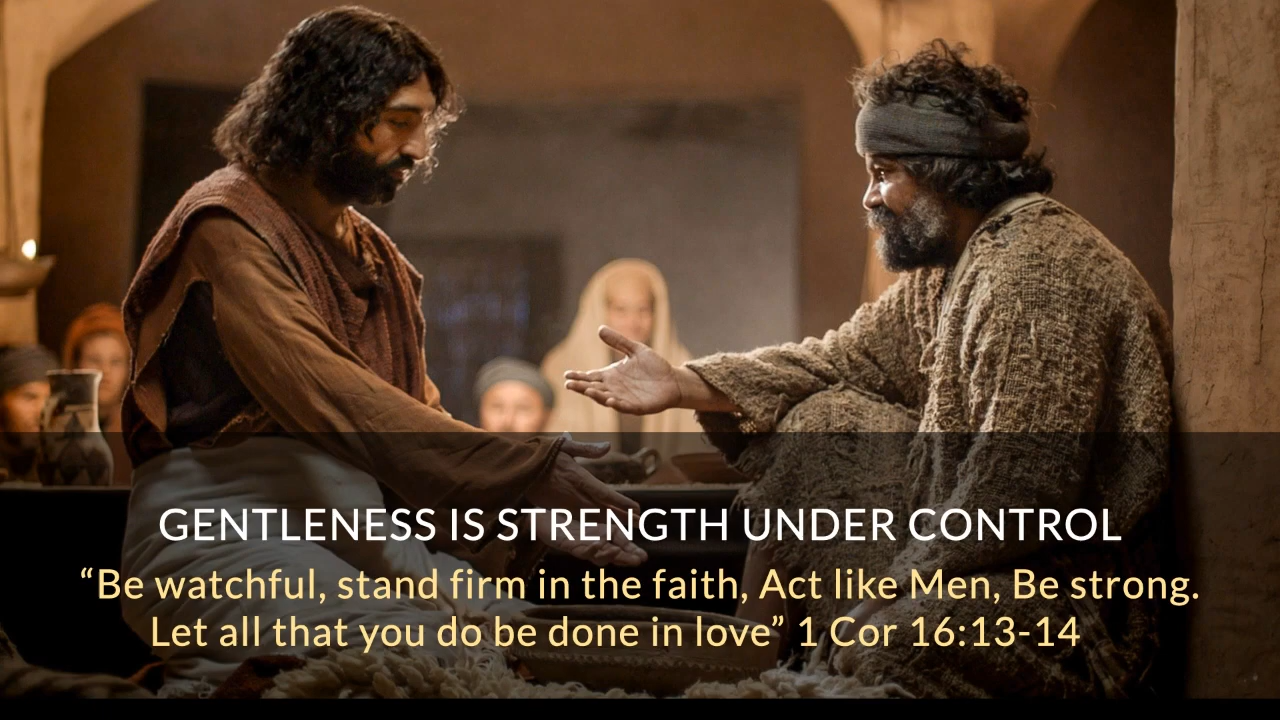 GENTLENESS IS STRENGTH UNDER CONTROL
“Be watchful, stand firm in the faith, Act like Men, Be strong.
Let all that you do be done in love” 1 Cor 16:13-14